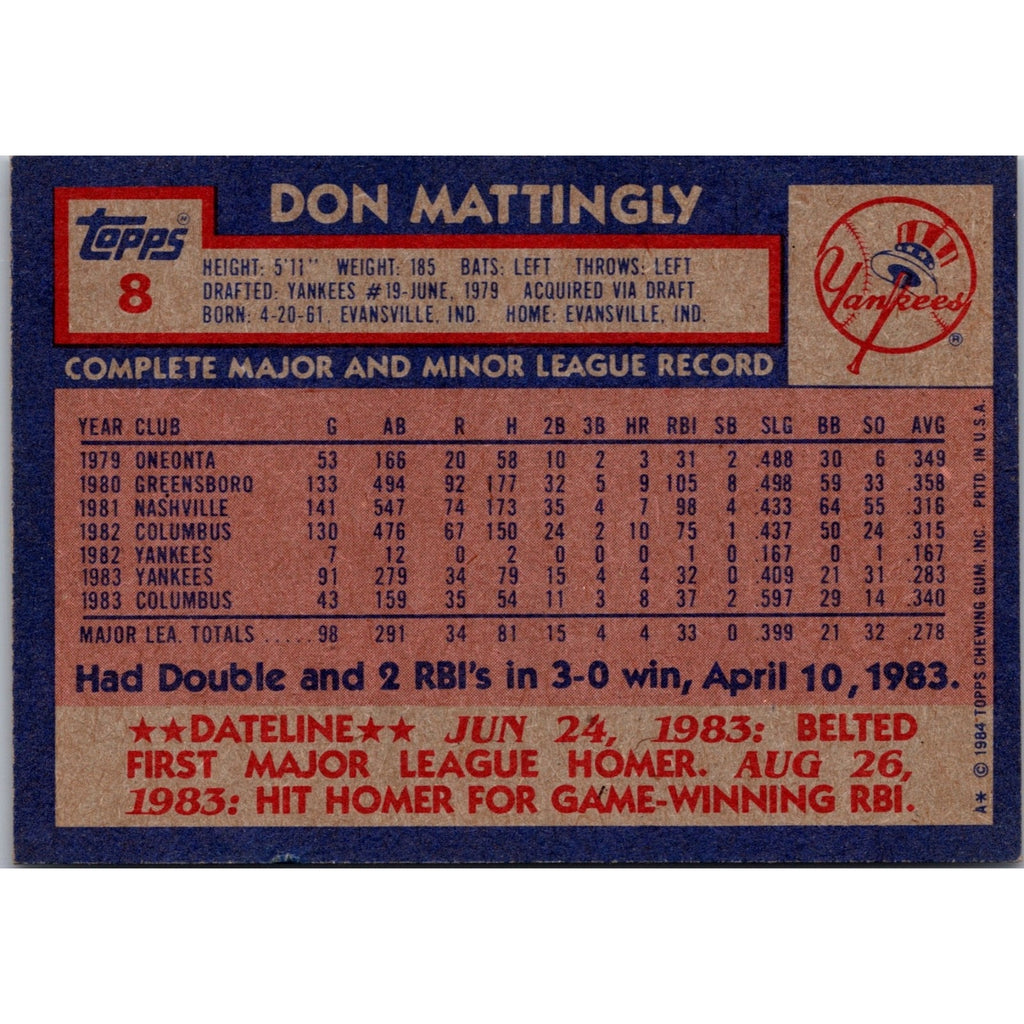 DON MATTINGLY
Topps
8
HEIGHT: 5'11" WEIGHT: 185 BATS: LEFT THROWS: LEFT
DRAFTED: YANKEES #19-JUNE, 1979 ACQUIRED VIA DRAFT
BORN: 4-20-61, EVANSVILLE, IND. HOME: EVANSVILLE, IND.
Yankees
®
COMPLETE MAJOR AND MINOR LEAGUE RECORD
YEAR CLUB G AB R H 2B 3B HR RBI SB SLG BB SO AVG
1979 ONEONTA 53 166 20 58 10 2 3 31 2 .488 30 6 .349
1980 GREENSBORO 133 494 92 177 32 5 9 105 8 .498 59 33 .358
1981 NASHVILLE 141 547 74 173 35 4 7 98 4 .433 64 55 .316
1982 COLUMBUS 130 476 67 150 24 2 10 75 1 .437 50 24 .315
1982 YANKEES 7 12 0 2 0 0 0 1 0 .167 0 1 .167
1983 YANKEES 91 279 34 79 15 4 4 32 0 .409 21 31 .283
1983 COLUMBUS 43 159 35 54 11 3 8 37 2 .597 29 14 .340
MAJOR LEA. TOTALS ..... 98 291 34 81 15 4 4 33 0 .399 21 32 .278
Had Double and 2 RBI's in 3-0 win, April 10, 1983.
★★DATELINE★★ JUN 24, 1983: BELTED
FIRST MAJOR LEAGUE HOMER. AUG 26,
1983: HIT HOMER FOR GAME-WINNING RBI.
A* © 1984 TOPPS CHEWING GUM, INC. PRTD IN U.S.A.